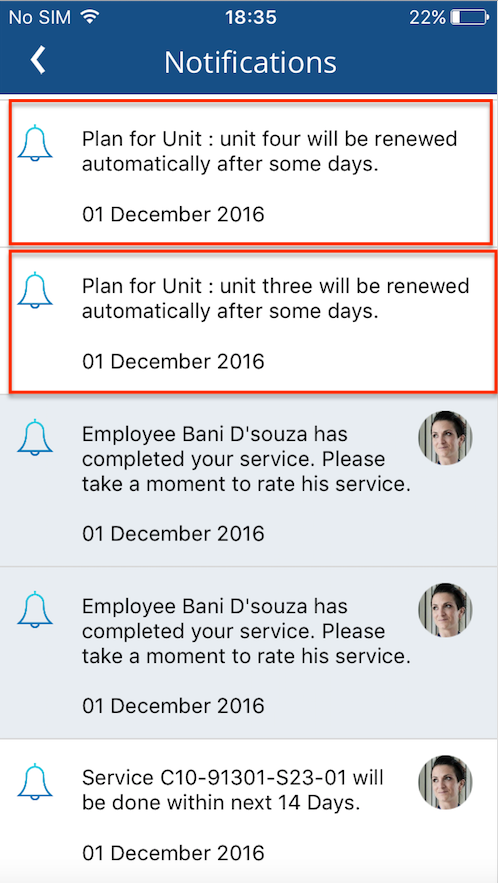 No SIM 18:35 22%
Notifications
Plan for Unit : unit four will be renewed
automatically after some days.
01 December 2016
Plan for Unit : unit three will be renewed
automatically after some days.
01 December 2016
Employee Bani D'souza has
completed your service. Please
take a moment to rate his service.
01 December 2016
Employee Bani D'souza has
completed your service. Please
take a moment to rate his service.
01 December 2016
Service C10-91301-S23-01 will
be done within next 14 Days.
01 December 2016